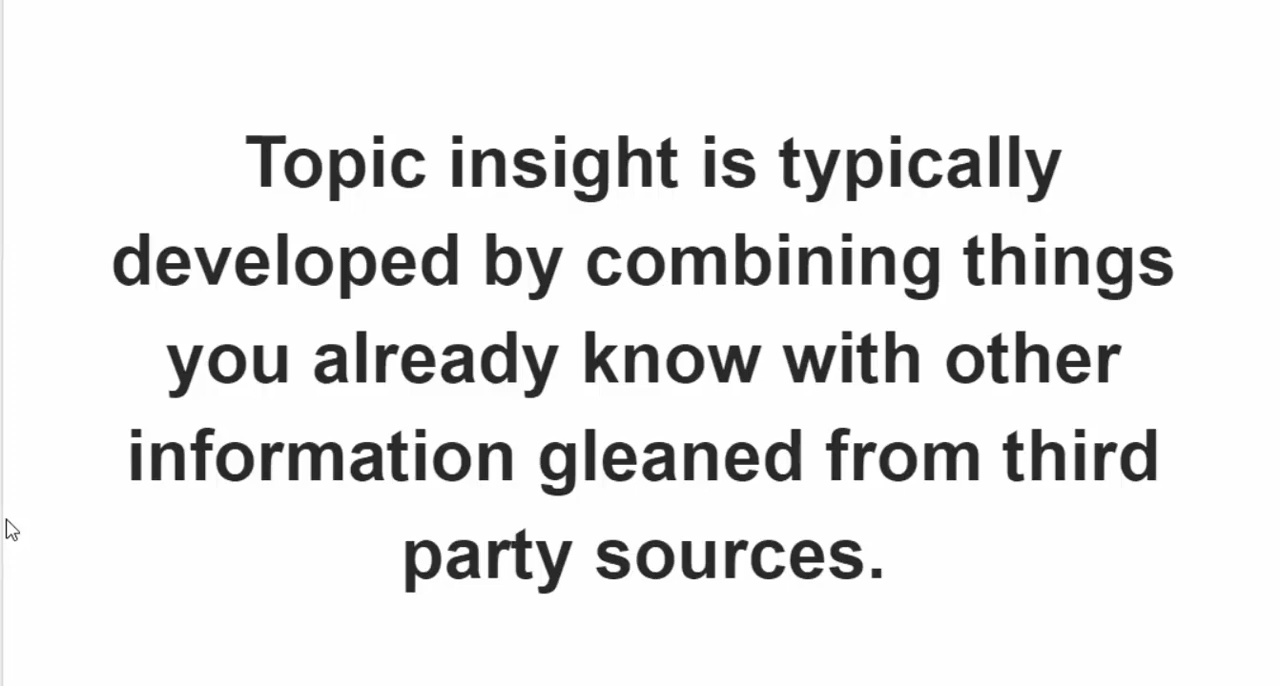 Topic insight is typically
developed by combining things
you already know with other
information gleaned from third
party sources.